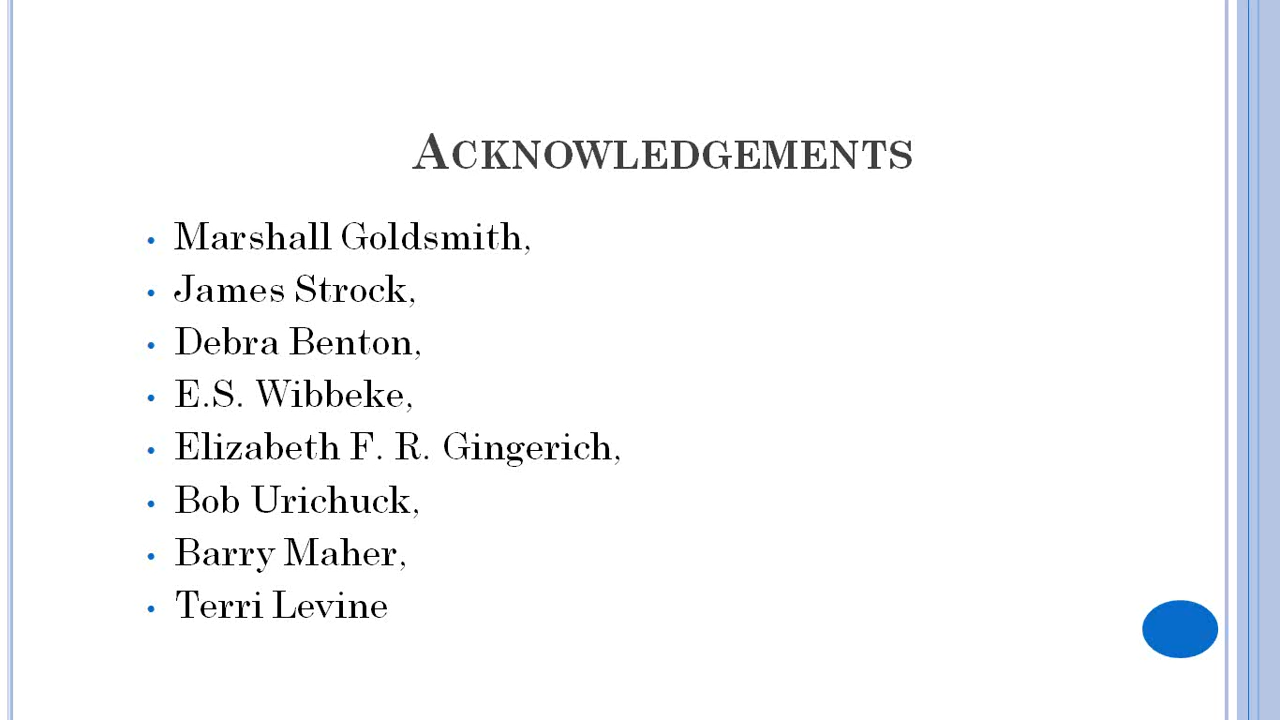 ACKNOWLEDGEMENTS
• Marshall Goldsmith,
• James Strock,
• Debra Benton,
• E.S. Wibbeke,
• Elizabeth F. R. Gingerich,
• Bob Urichuck,
• Barry Maher,
• Terri Levine